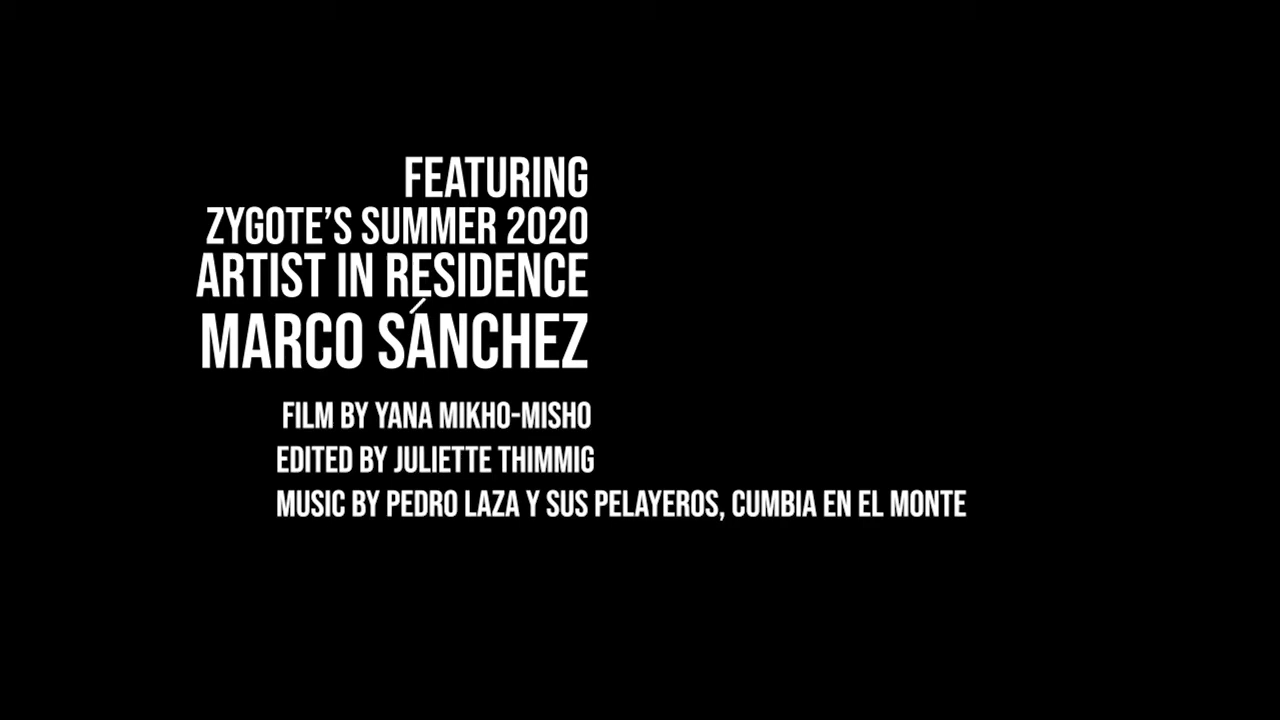 FEATURING
ZYGOTE’S SUMMER 2020
ARTIST IN RESIDENCE
MARCO SÁNCHEZ
FILM BY YANA MIKHO-MISHO
EDITED BY JULIETTE THIMMIG
MUSIC BY PEDRO LAZA Y SUS PELAYEROS, CUMBIA EN EL MONTE